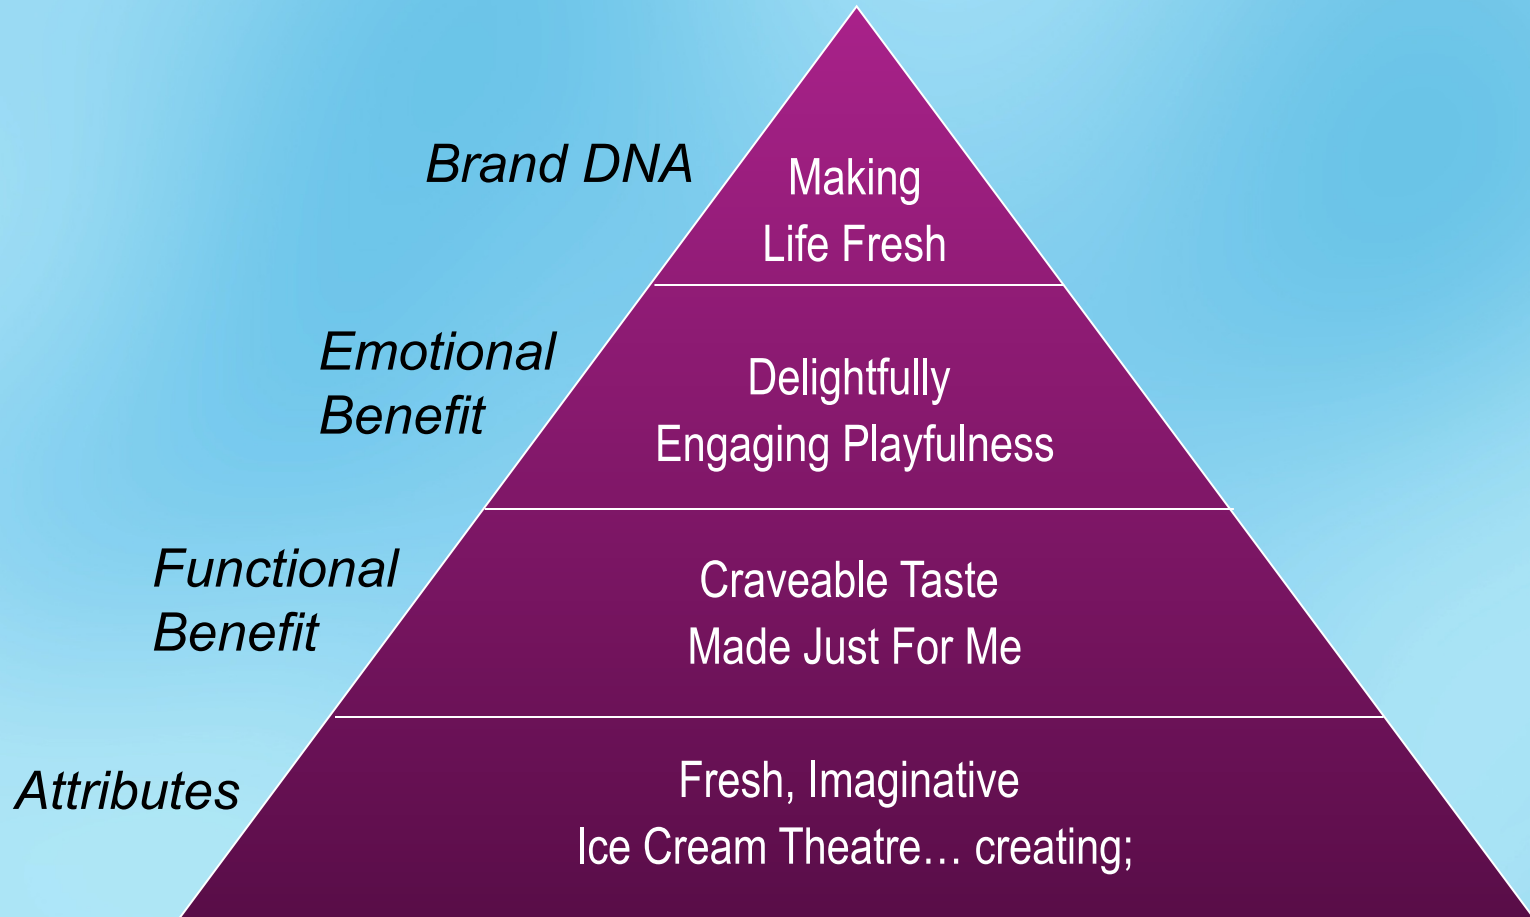 Brand DNA
Making
Life Fresh
Emotional
Benefit
Delightfully
Engaging Playfulness
Functional
Benefit
Craveable Taste
Made Just For Me
Attributes
Fresh, Imaginative
Ice Cream Theatre… creating;